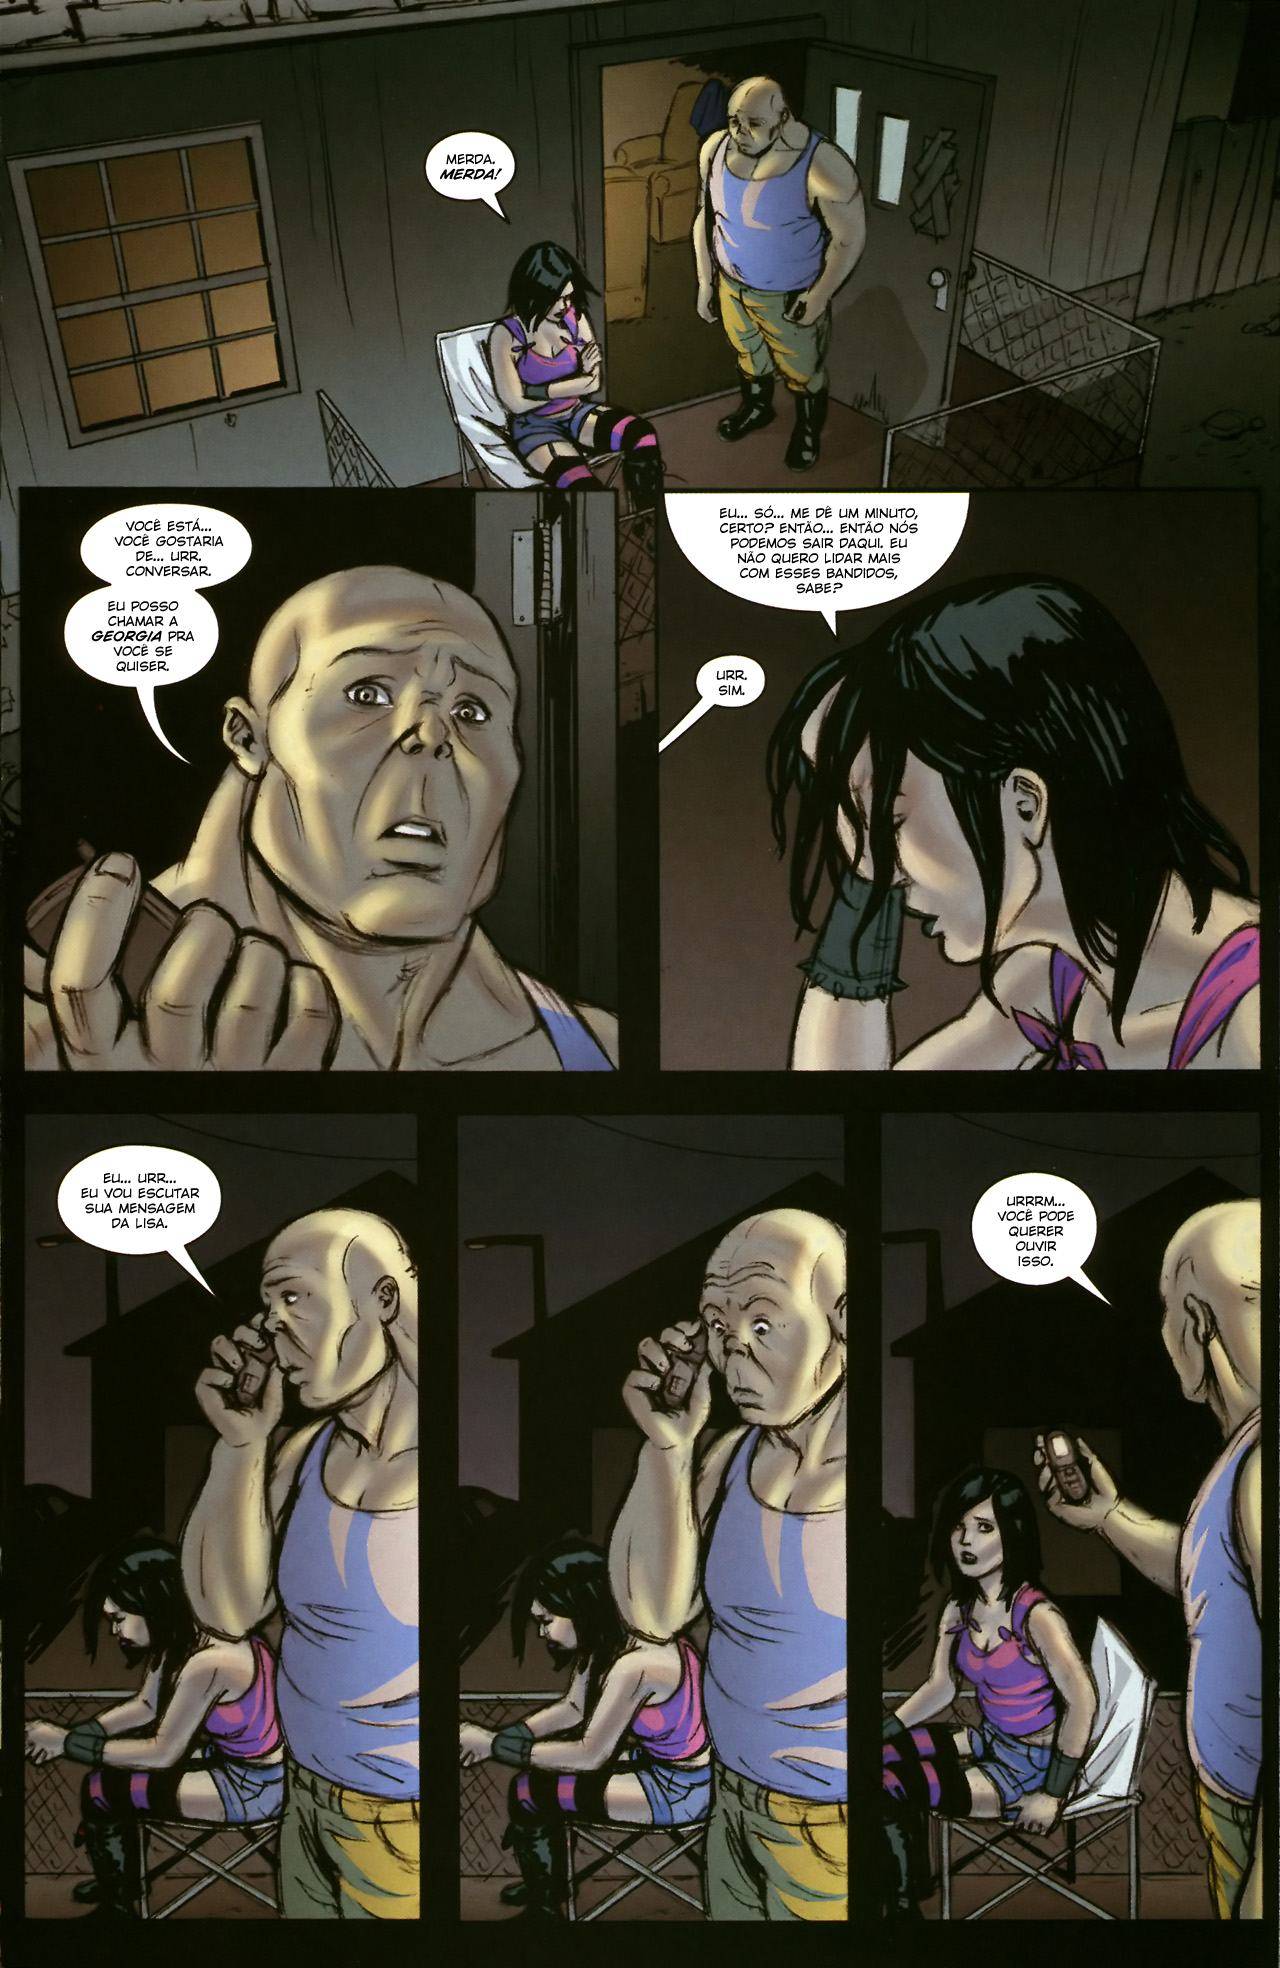 MERDA.
MERDA!
VOCÊ ESTÁ...
VOCÊ GOSTARIA
DE... URR.
CONVERSAR.
EU POSSO
CHAMAR A
GEORGIA PRA
VOCÊ SE
QUISER.
EU... SÓ... ME DÊ UM MINUTO,
CERTO? ENTÃO... ENTÃO NÓS
PODEMOS SAIR DAQUI. EU
NÃO QUERO LIDAR MAIS
COM ESSES BANDIDOS,
SABE?
URR.
SIM.
EU... URR...
EU VOU ESCUTAR
SUA MENSAGEM
DA LISA.
URRRM...
VOCÊ PODE
QUERER
OUVIR
ISSO.